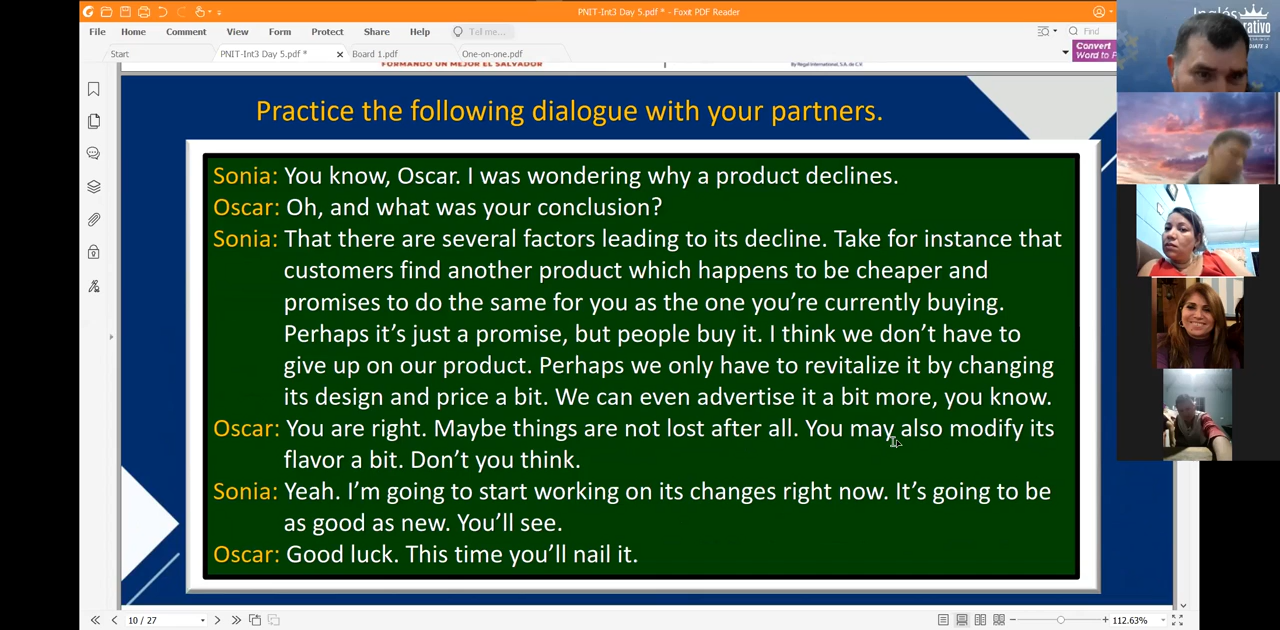 PNIT-Int3 Day 5.pdf * - Foxit PDF Reader
File Home Comment View Form Protect Share Help Tell me... Find
Start PNIT-Int3 Day 5.pdf * Board 1.pdf One-on-one.pdf
Convert
Word to P
Inglés
FORMANDO UN MEJOR EL SALVADOR
By Regal International, S.A. de C.V.
Practice the following dialogue with your partners.
Sonia: You know, Oscar. I was wondering why a product declines.
Oscar: Oh, and what was your conclusion?
Sonia: That there are several factors leading to its decline. Take for instance that
customers find another product which happens to be cheaper and
promises to do the same for you as the one you’re currently buying.
Perhaps it’s just a promise, but people buy it. I think we don’t have to
give up on our product. Perhaps we only have to revitalize it by changing
its design and price a bit. We can even advertise it a bit more, you know.
Oscar: You are right. Maybe things are not lost after all. You may also modify its
flavor a bit. Don’t you think.
Sonia: Yeah. I’m going to start working on its changes right now. It’s going to be
as good as new. You’ll see.
Oscar: Good luck. This time you’ll nail it.
10 / 27
112.63%